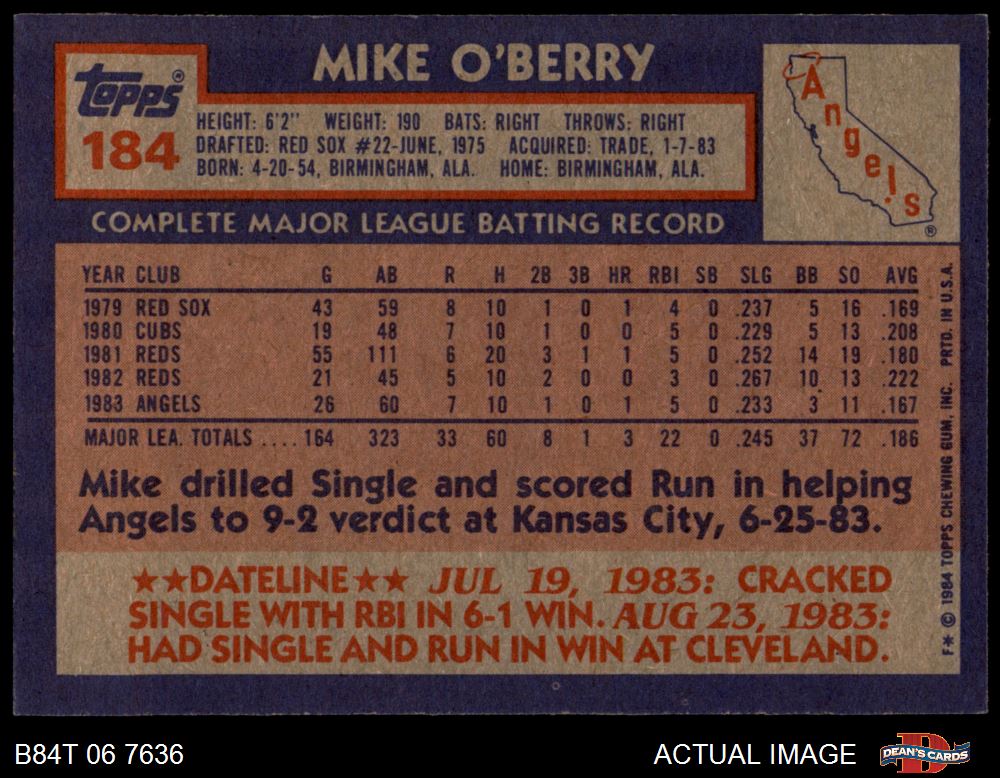 MIKE O'BERRY
Topps®
184
HEIGHT: 6'2" WEIGHT: 190 BATS: RIGHT THROWS: RIGHT
DRAFTED: RED SOX #22-JUNE, 1975 ACQUIRED: TRADE, 1-7-83
BORN: 4-20-54, BIRMINGHAM, ALA. HOME: BIRMINGHAM, ALA.
Angels
®
COMPLETE MAJOR LEAGUE BATTING RECORD
YEAR CLUB G AB R H 2B 3B HR RBI SB SLG BB SO AVG
1979 RED SOX 43 59 8 10 1 0 1 4 0 .237 5 16 .169
1980 CUBS 19 48 7 10 1 0 0 5 0 .229 5 13 .208
1981 REDS 55 111 6 20 3 1 1 5 0 .252 14 19 .180
1982 REDS 21 45 5 10 2 0 0 3 0 .267 10 13 .222
1983 ANGELS 26 60 7 10 1 0 1 5 0 .233 3 11 .167
MAJOR LEA. TOTALS .... 164 323 33 60 8 1 3 22 0 .245 37 72 .186
Mike drilled Single and scored Run in helping
Angels to 9-2 verdict at Kansas City, 6-25-83.
★★DATELINE★★ JUL 19, 1983: CRACKED
SINGLE WITH RBI IN 6-1 WIN. AUG 23, 1983:
HAD SINGLE AND RUN IN WIN AT CLEVELAND.
F* © 1984 TOPPS CHEWING GUM, INC. PRTD. IN U.S.A.
B84T 06 7636
ACTUAL IMAGE
DEAN'S CARDS